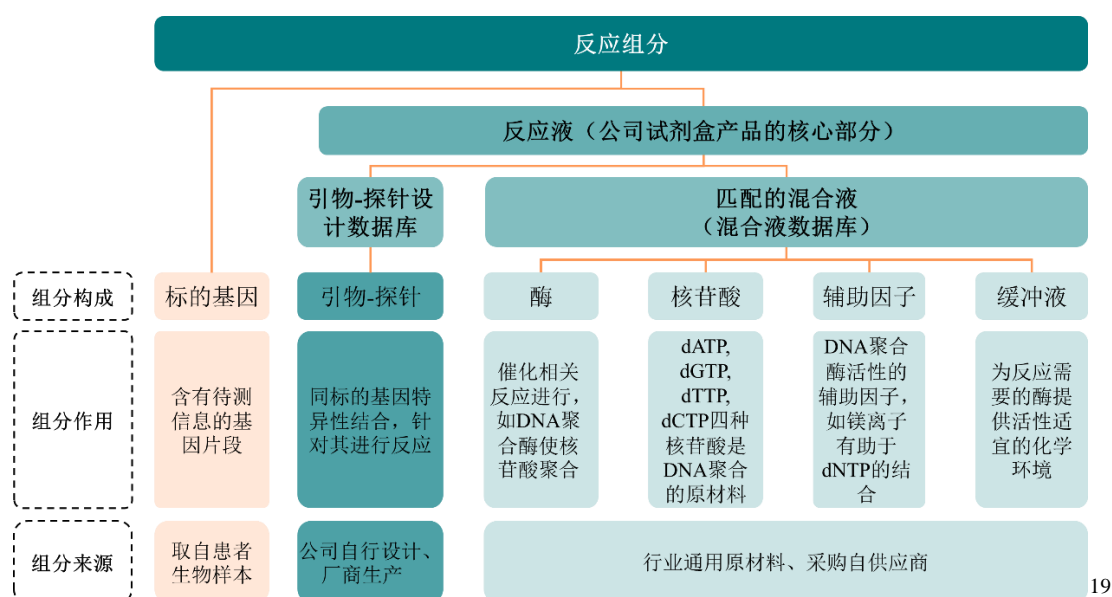 反应组分
反应液（公司试剂盒产品的核心部分）
引物-探针设
计数据库
匹配的混合液
（混合液数据库）
组分构成
标的基因
引物-探针
酶
核苷酸
辅助因子
缓冲液
组分作用
含有待测
信息的基
因片段
同标的基因特
异性结合，针
对其进行反应
催化相关
反应进行，
如DNA聚
合酶使核
苷酸聚合
dATP,
dGTP,
dTTP,
dCTP四种
核苷酸是
DNA聚合
的原材料
DNA聚合
酶活性的
辅助因子，
如镁离子
有助于
dNTP的结
合
为反应需
要的酶提
供活性适
宜的化学
环境
组分来源
取自患者
生物样本
公司自行设计、
厂商生产
行业通用原材料、采购自供应商
19